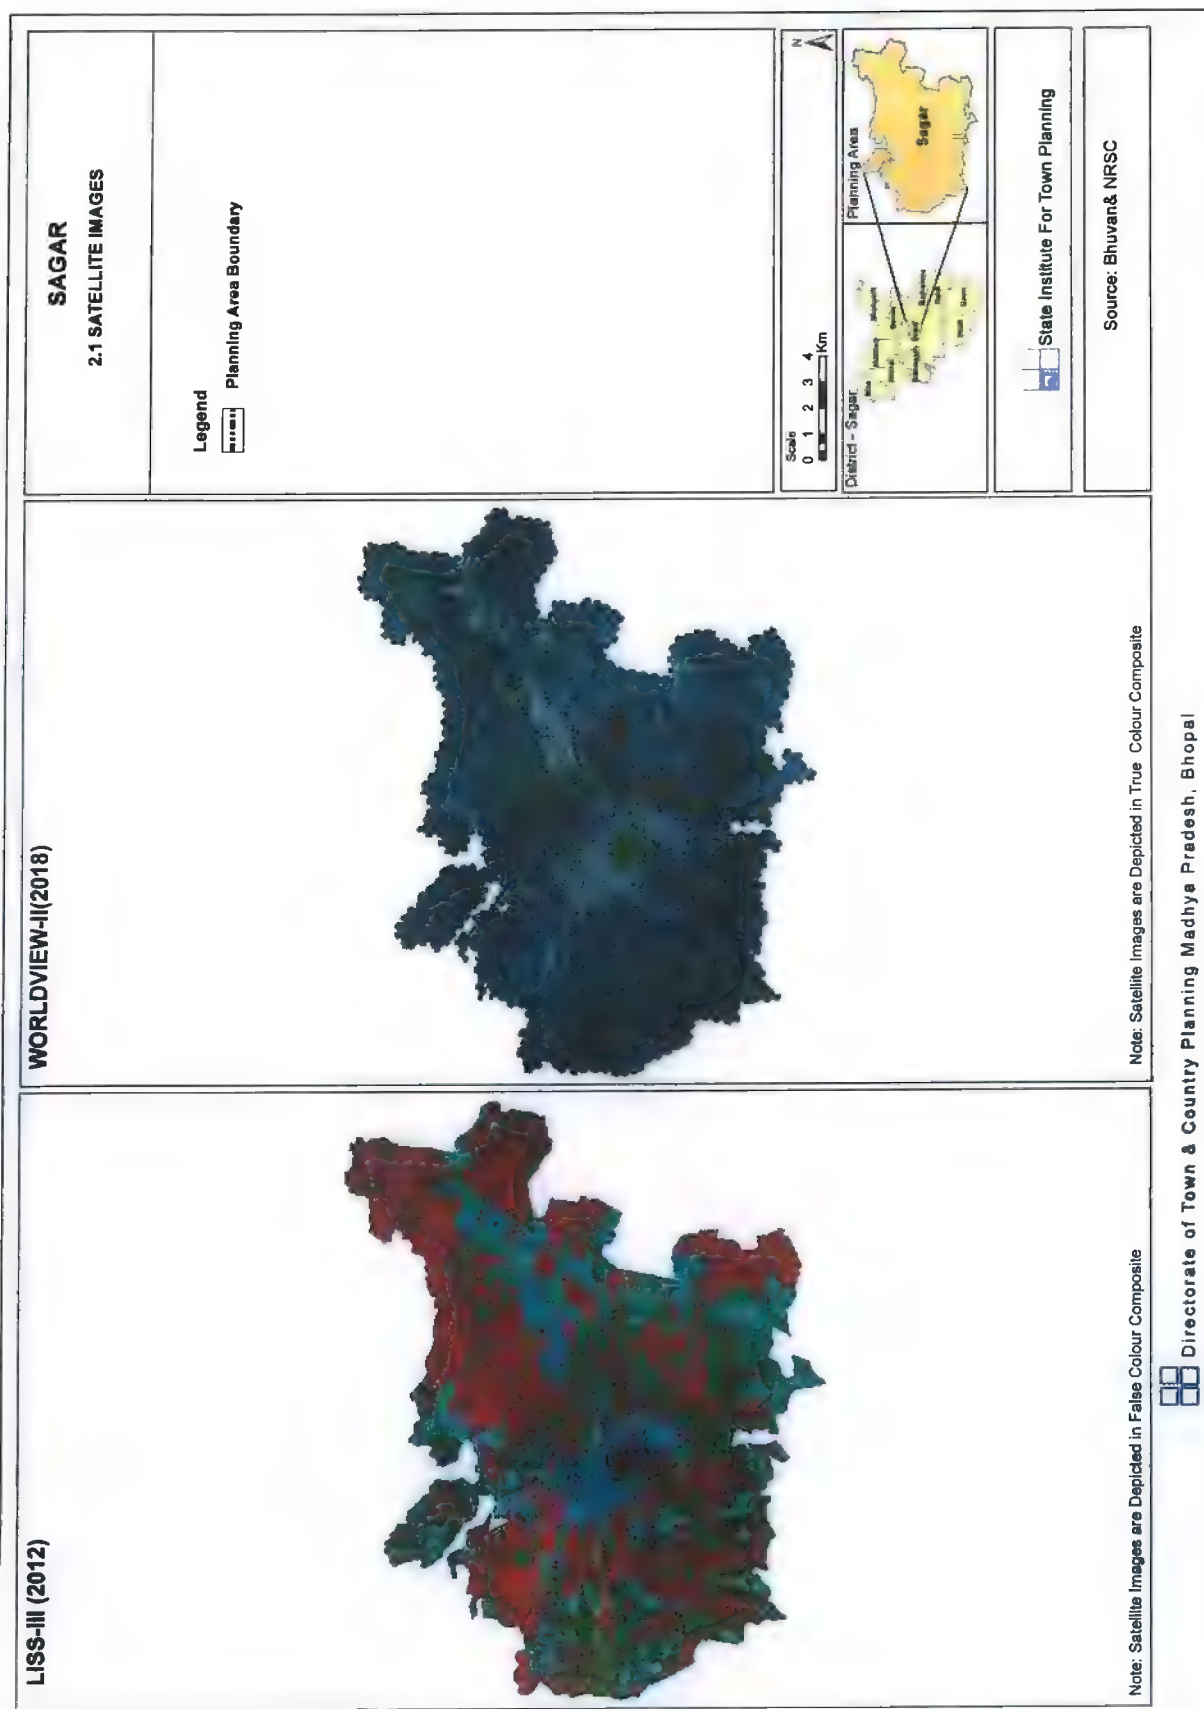 LISS-III (2012)
Note: Satellite Images are Depicted in False Colour Composite
WORLDVIEW-II(2018)
Note: Satellite Images are Depicted in True Colour Composite
SAGAR
2.1 SATELLITE IMAGES
Legend
Planning Area Boundary
Scale
0 1 2 3 4
Km
N
District - Sagar
Planning Area
Sagar
State Institute For Town Planning
Source: Bhuvan& NRSC
Directorate of Town & Country Planning Madhya Pradesh, Bhopal